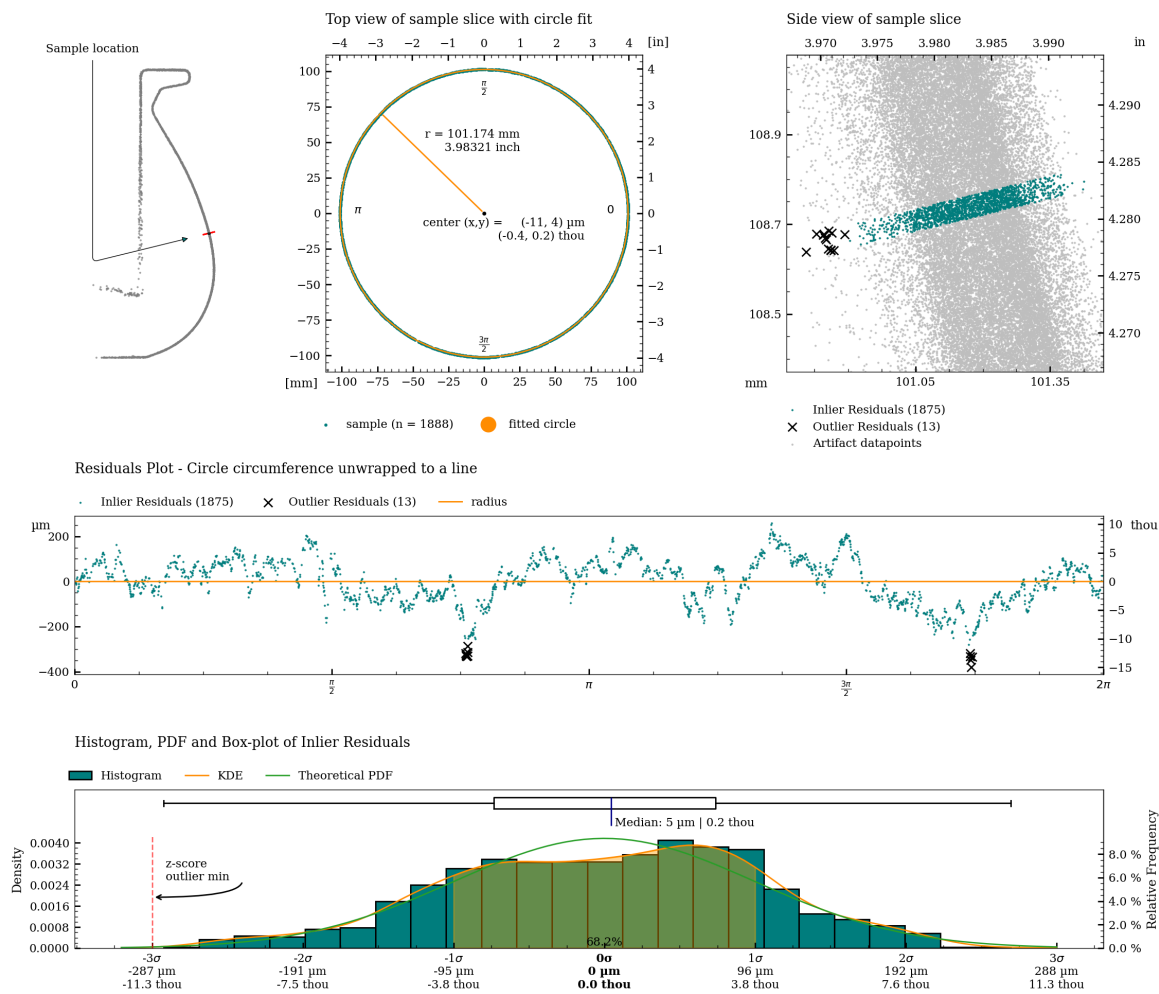 Sample location
Top view of sample slice with circle fit
−4 −3 −2 −1 0 1 2 3 4 [in]
100
75
50
25
0
−25
−50
−75
−100
4
3
2
1
0
−1
−2
−3
−4
π/2
r = 101.174 mm
3.98321 inch
π
0
center (x,y) = (-11, 4) µm
(-0.4, 0.2) thou
3π/2
[mm] −100 −75 −50 −25 0 25 50 75 100
sample (n = 1888) fitted circle
Side view of sample slice
3.970 3.975 3.980 3.985 3.990 in
108.9
108.7
108.5
4.290
4.285
4.280
4.275
4.270
mm 101.05 101.35
Inlier Residuals (1875)
Outlier Residuals (13)
Artifact datapoints
Residuals Plot - Circle circumference unwrapped to a line
Inlier Residuals (1875) Outlier Residuals (13) radius
µm
200
0
−200
−400
10 thou
5
0
−5
−10
−15
0 π/2 π 3π/2 2π
Histogram, PDF and Box-plot of Inlier Residuals
Histogram KDE Theoretical PDF
Median: 5 µm | 0.2 thou
z-score
outlier min
Density
0.0040
0.0032
0.0024
0.0016
0.0008
0.0000
8.0 %
6.0 %
4.0 %
2.0 %
0.0 %
Relative Frequency
68.2%
-3σ -2σ -1σ 0σ 1σ 2σ 3σ
-287 µm -191 µm -95 µm 0 µm 96 µm 192 µm 288 µm
-11.3 thou -7.5 thou -3.8 thou 0.0 thou 3.8 thou 7.6 thou 11.3 thou